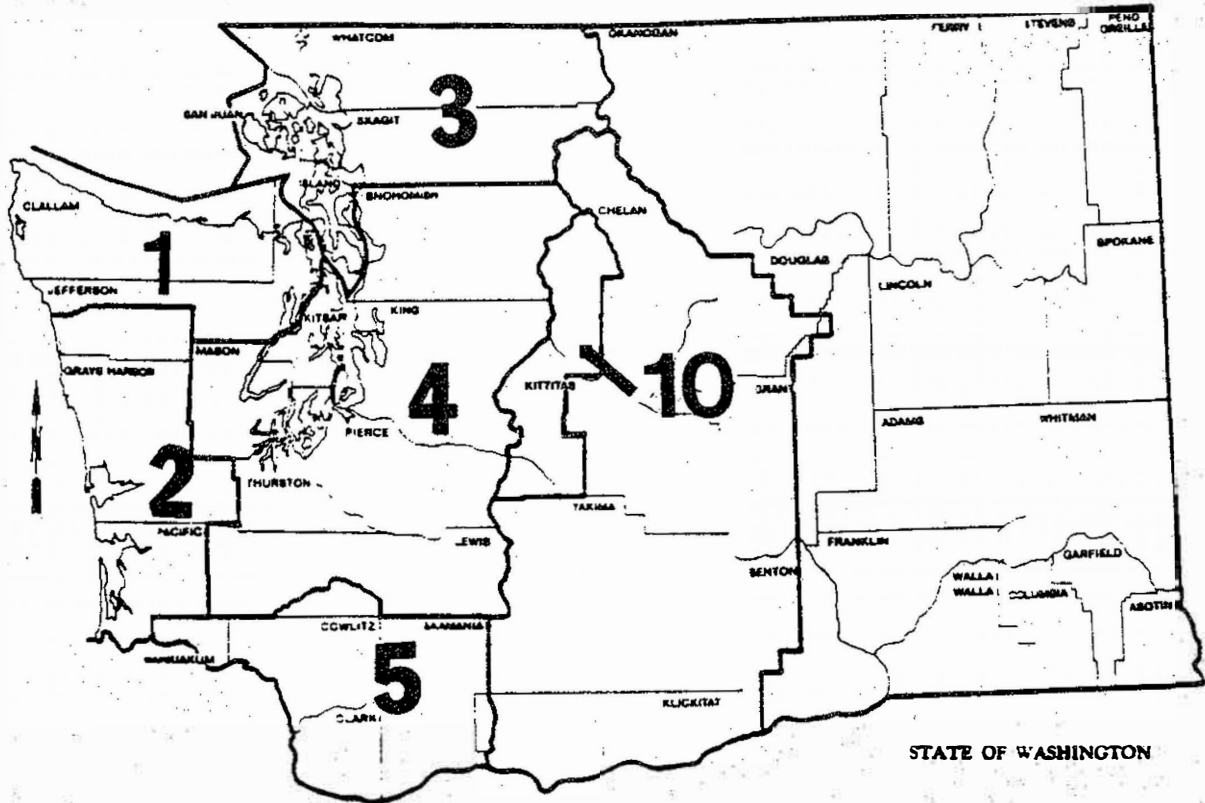 WHATCOM
OKANOGAN
FERRY
STEVENS
PEND
OREILLE
SAN JUAN
SKAGIT
3
ISLAND
SNOHOMISH
CLALLAM
CHELAN
1
DOUGLAS
SPOKANE
JEFFERSON
LINCOLN
KITSAP
KING
MASON
GRAYS HARBOR
KITTITAS
10
GRANT
4
ADAMS
WHITMAN
PIERCE
2
THURSTON
YAKIMA
PACIFIC
LEWIS
FRANKLIN
BENTON
GARFIELD
WALLA
WALLA
COLUMBIA
ASOTIN
COWLITZ
SKAMANIA
WAHKIAKUM
5
KLICKITAT
CLARK
STATE OF WASHINGTON